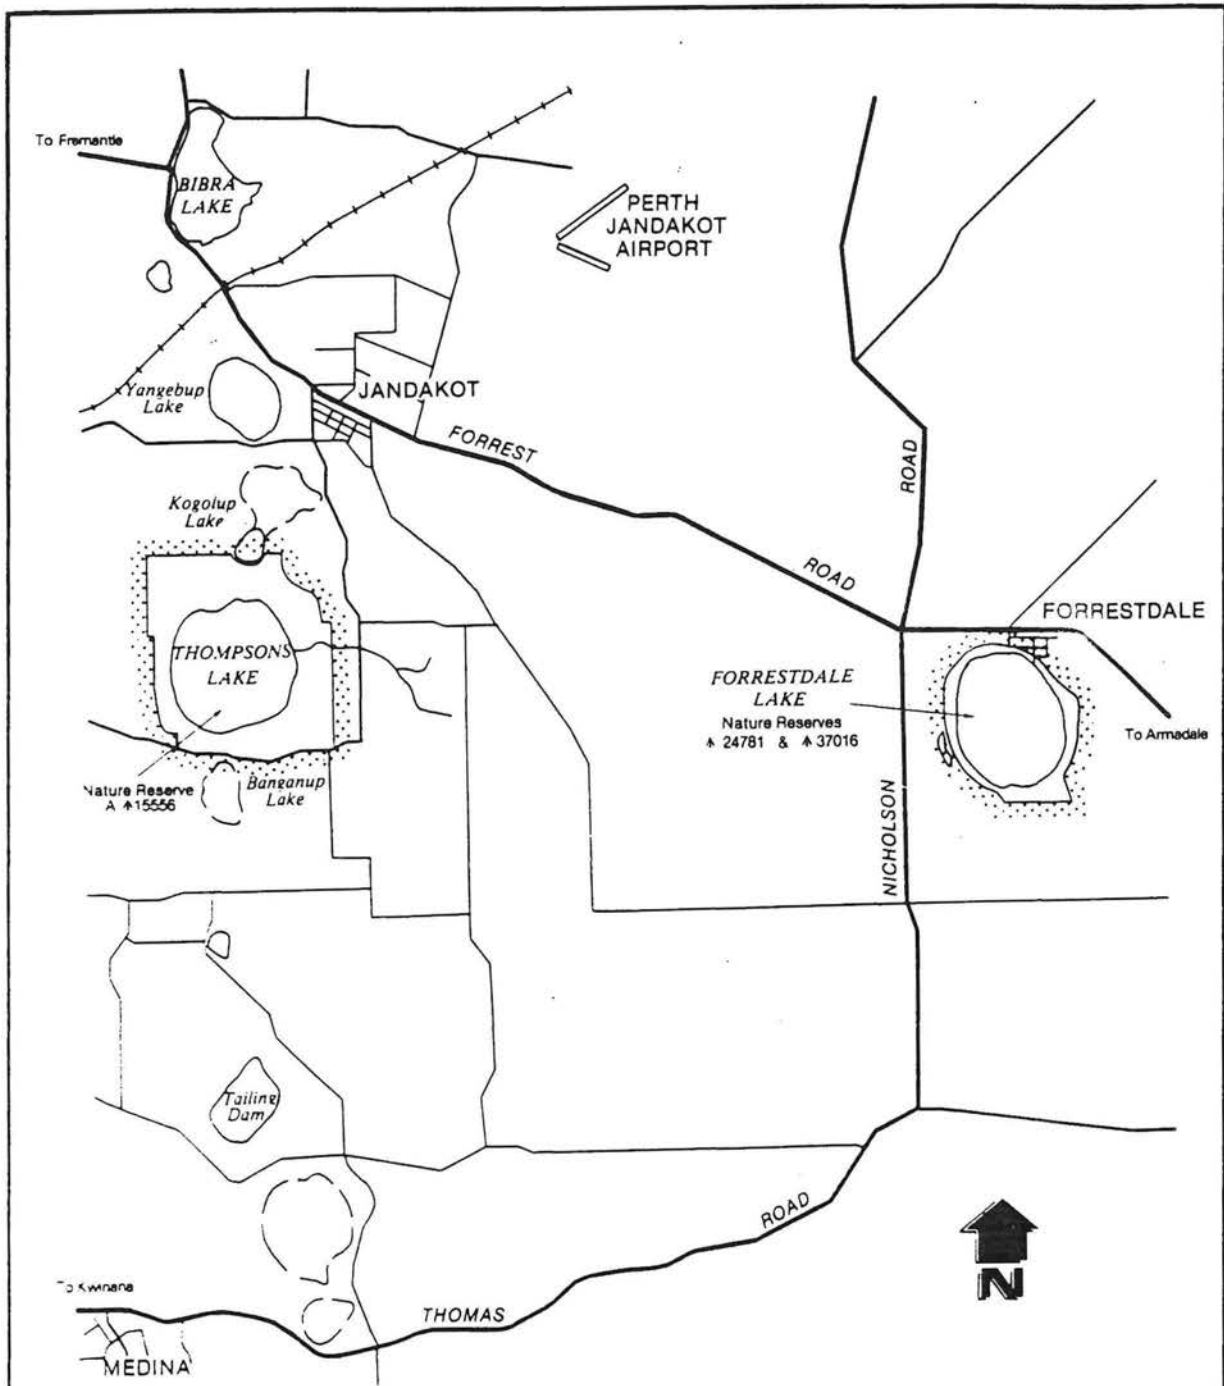 To Fremantle
BIBRA
LAKE
PERTH
JANDAKOT
AIRPORT
Yangebup
Lake
JANDAKOT
FORREST
ROAD
Kogolup
Lake
ROAD
FORRESTDALE
THOMPSONS
LAKE
FORRESTDALE
LAKE
Nature Reserves
24781 & 37016
To Armadale
Nature Reserve
A 15556
Banganup
Lake
NICHOLSON
Tailing
Dam
ROAD
N
To Kwinana
THOMAS
MEDINA